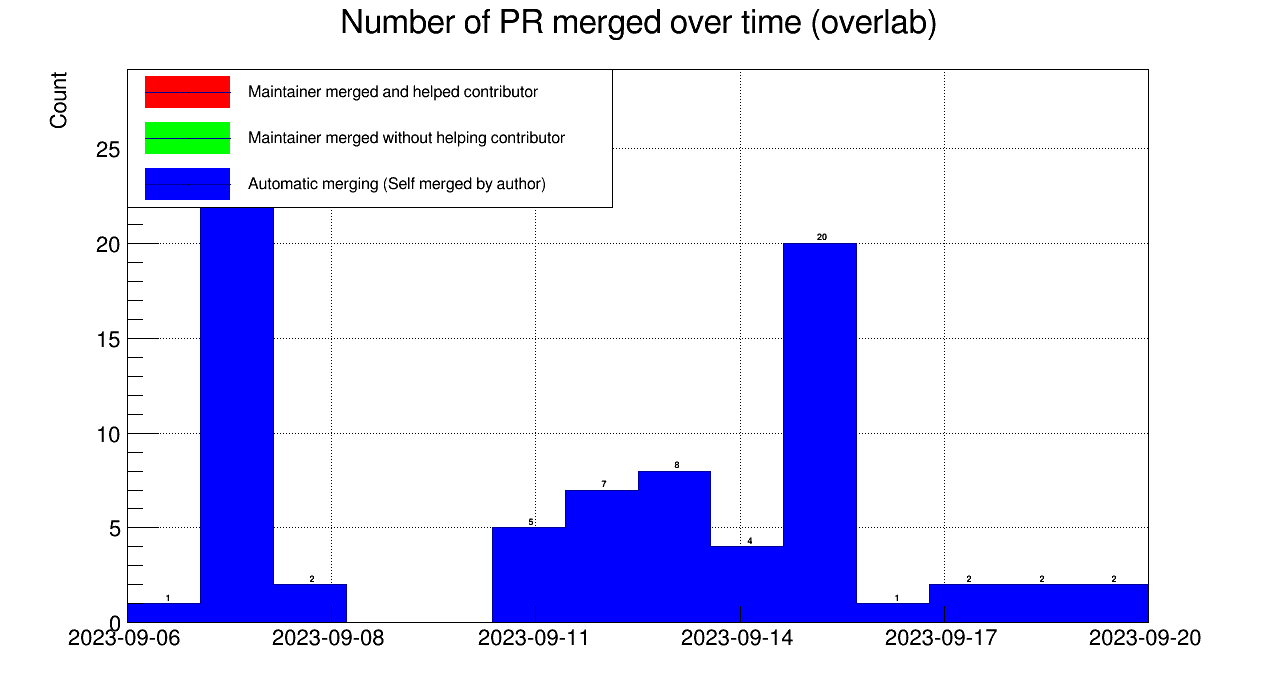 Number of PR merged over time (overlab)
Count
Maintainer merged and helped contributor
Maintainer merged without helping contributor
Automatic merging (Self merged by author)
25
20
15
10
5
0
1
2
5
7
8
4
20
1
2
2
2
2023-09-06 2023-09-08 2023-09-11 2023-09-14 2023-09-17 2023-09-20